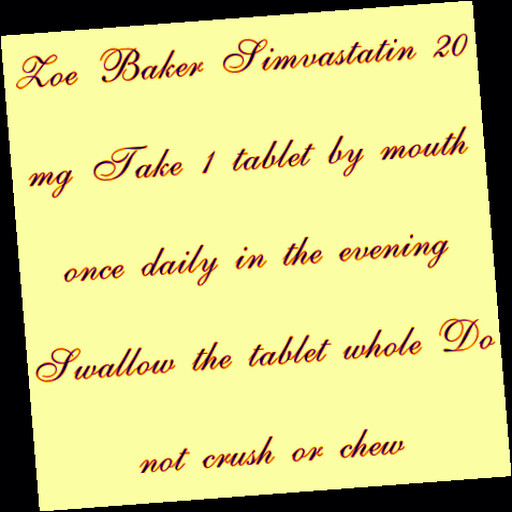 Zoe Baker Simvastatin 20
mg Take 1 tablet by mouth
once daily in the evening
Swallow the tablet whole Do
not crush or chew